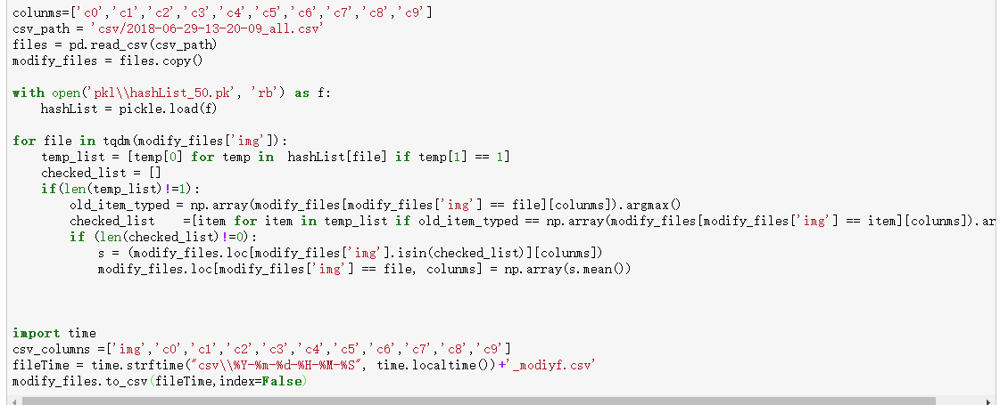 colunms=['c0','c1','c2','c3','c4','c5','c6','c7','c8','c9']
csv_path = 'csv/2018-06-29-13-20-09_all.csv'
files = pd.read_csv(csv_path)
modify_files = files.copy()
with open('pkl\\hashList_50.pk', 'rb') as f:
    hashList = pickle.load(f)
for file in tqdm(modify_files['img']):
    temp_list = [temp[0] for temp in  hashList[file] if temp[1] == 1]
    checked_list = []
    if(len(temp_list)!=1):
        old_item_typed = np.array(modify_files[modify_files['img'] == file][colunms]).argmax()
        checked_list   =[item for item in temp_list if old_item_typed == np.array(modify_files[modify_files['img'] == item][colunms]).ar
        if (len(checked_list)!=0):
            s = (modify_files.loc[modify_files['img'].isin(checked_list)][colunms])
            modify_files.loc[modify_files['img'] == file, colunms] = np.array(s.mean())
import time
csv_columns =['img','c0','c1','c2','c3','c4','c5','c6','c7','c8','c9']
fileTime = time.strftime("csv\\%Y-%m-%d-%H-%M-%S", time.localtime())+'_modiyf.csv'
modify_files.to_csv(fileTime,index=False)